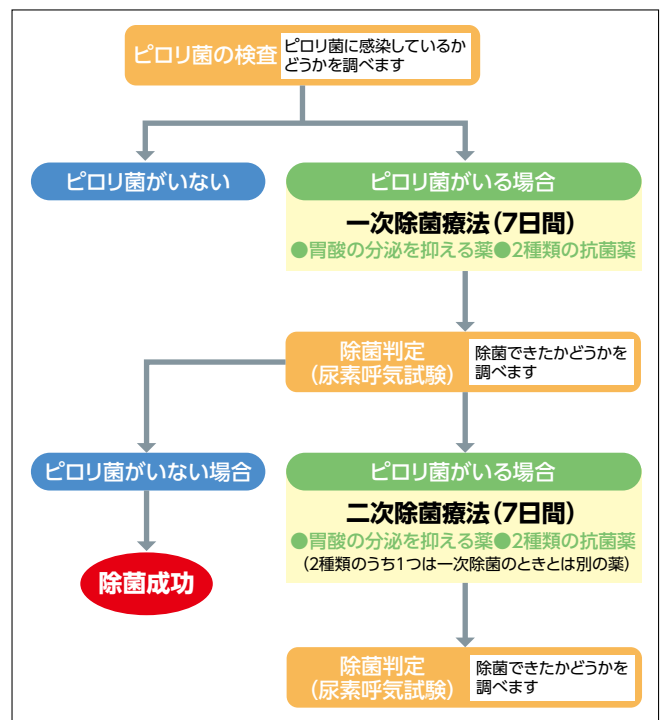 ピロリ菌の検査
ピロリ菌に感染しているか
どうかを調べます
ピロリ菌がいない
ピロリ菌がいる場合
一次除菌療法(7日間)
●胃酸の分泌を抑える薬●2種類の抗菌薬
除菌判定
(尿素呼気試験)
除菌できたかどうかを
調べます
ピロリ菌がいない場合
除菌成功
ピロリ菌がいる場合
二次除菌療法(7日間)
●胃酸の分泌を抑える薬●2種類の抗菌薬
(2種類のうち1つは一次除菌のときとは別の薬)
除菌判定
(尿素呼気試験)
除菌できたかどうかを
調べます